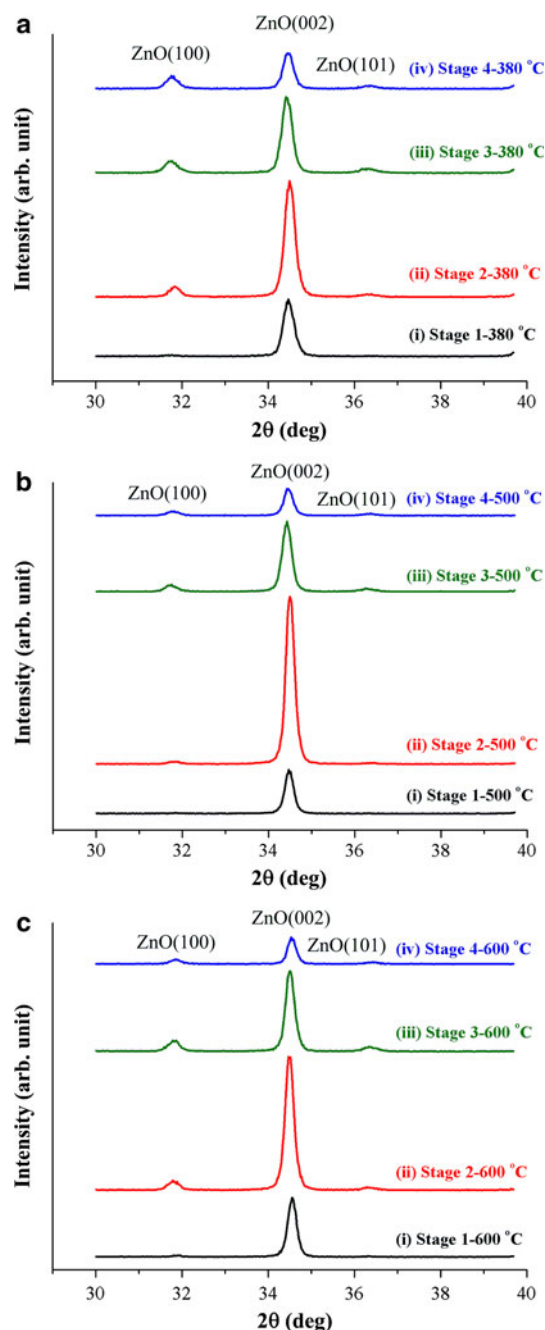 a
ZnO(002)
ZnO(100)
ZnO(101)
(iv) Stage 4-380 °C
(iii) Stage 3-380 °C
(ii) Stage 2-380 °C
(i) Stage 1-380 °C
Intensity (arb. unit)
30 32 34 36 38 40
2θ (deg)
b
ZnO(002)
ZnO(100)
ZnO(101)
(iv) Stage 4-500 °C
(iii) Stage 3-500 °C
(ii) Stage 2-500 °C
(i) Stage 1-500 °C
Intensity (arb. unit)
30 32 34 36 38 40
2θ (deg)
c
ZnO(002)
ZnO(100)
ZnO(101)
(iv) Stage 4-600 °C
(iii) Stage 3-600 °C
(ii) Stage 2-600 °C
(i) Stage 1-600 °C
Intensity (arb. unit)
30 32 34 36 38 40
2θ (deg)